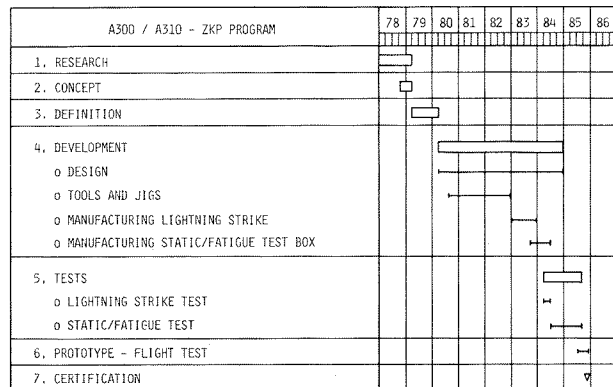 A300 / A310 - ZKP PROGRAM
78 79 80 81 82 83 84 85 86
1. RESEARCH
2. CONCEPT
3. DEFINITION
4. DEVELOPMENT
o DESIGN
o TOOLS AND JIGS
o MANUFACTURING LIGHTNING STRIKE
o MANUFACTURING STATIC/FATIGUE TEST BOX
5. TESTS
o LIGHTNING STRIKE TEST
o STATIC/FATIGUE TEST
6. PROTOTYPE - FLIGHT TEST
7. CERTIFICATION